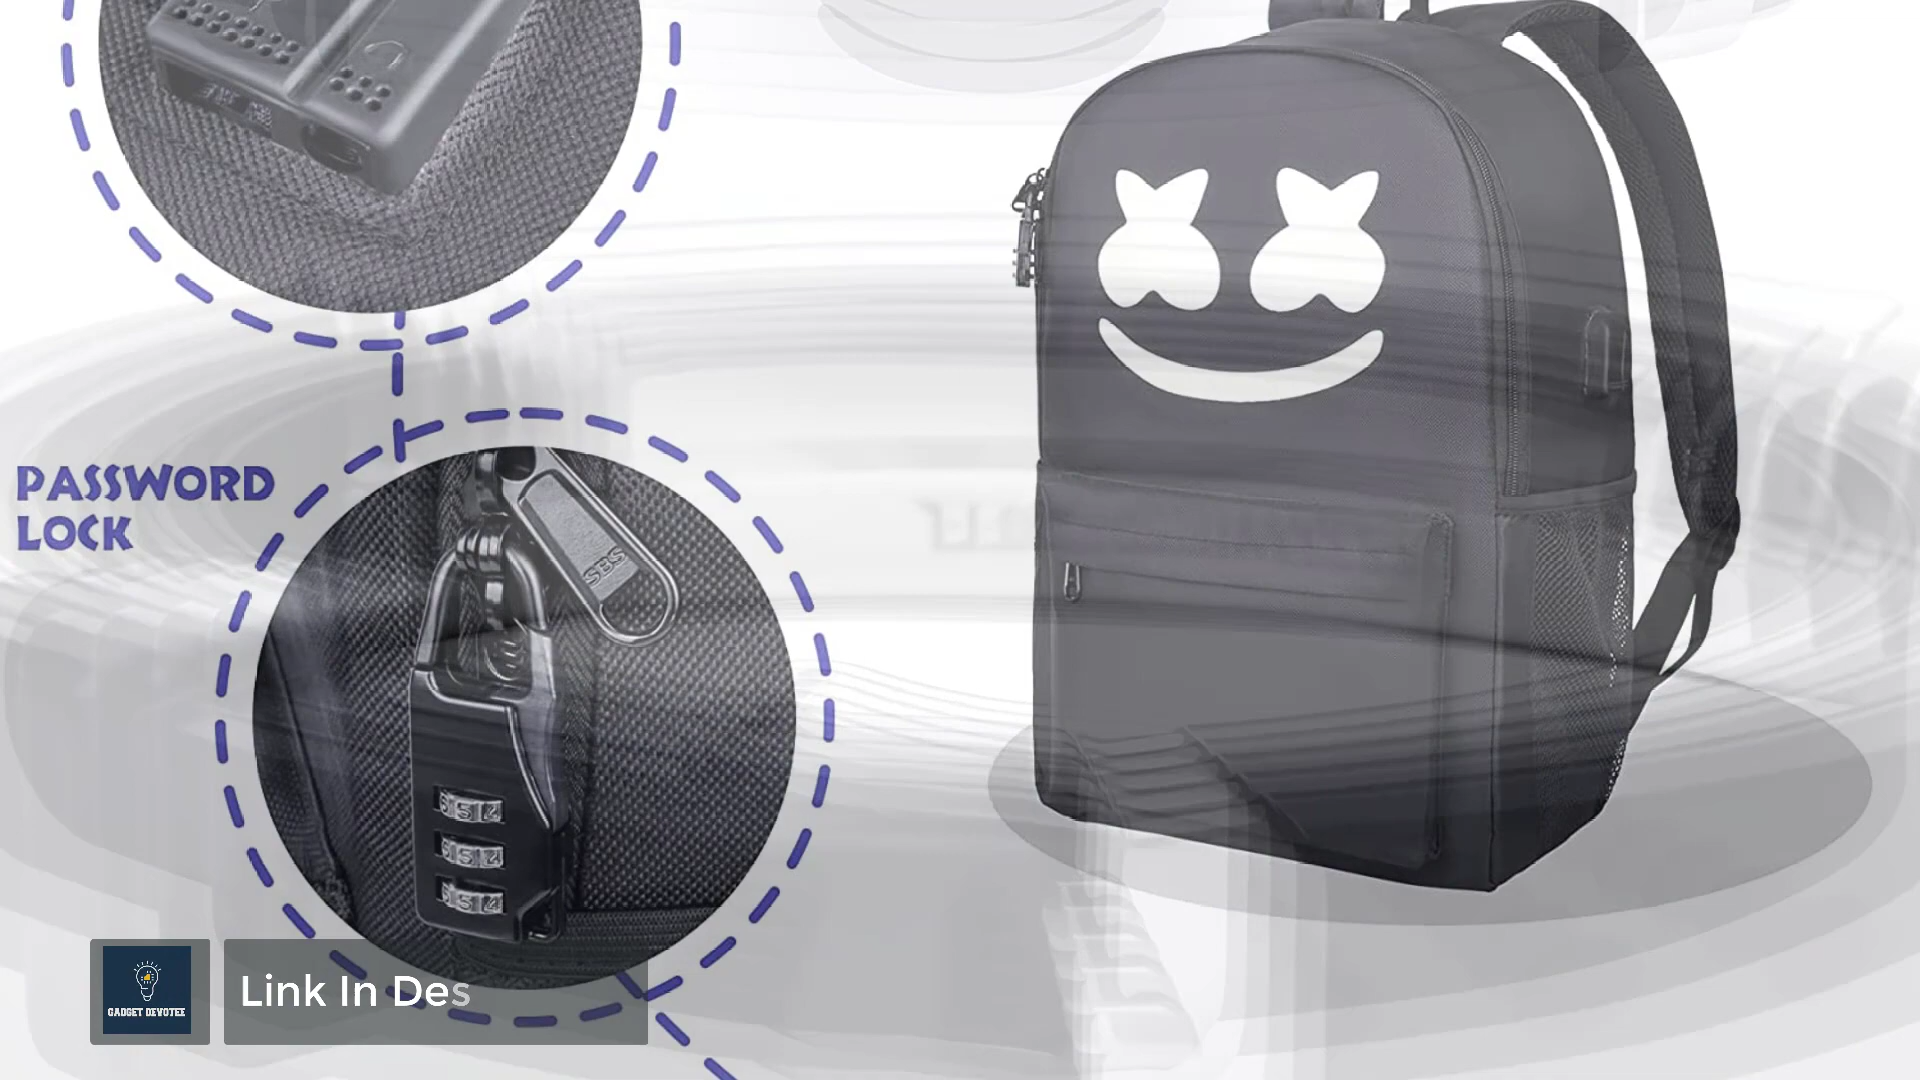 PASSWORD
LOCK
SBS
GADGET DEVOTEE
Link In Des